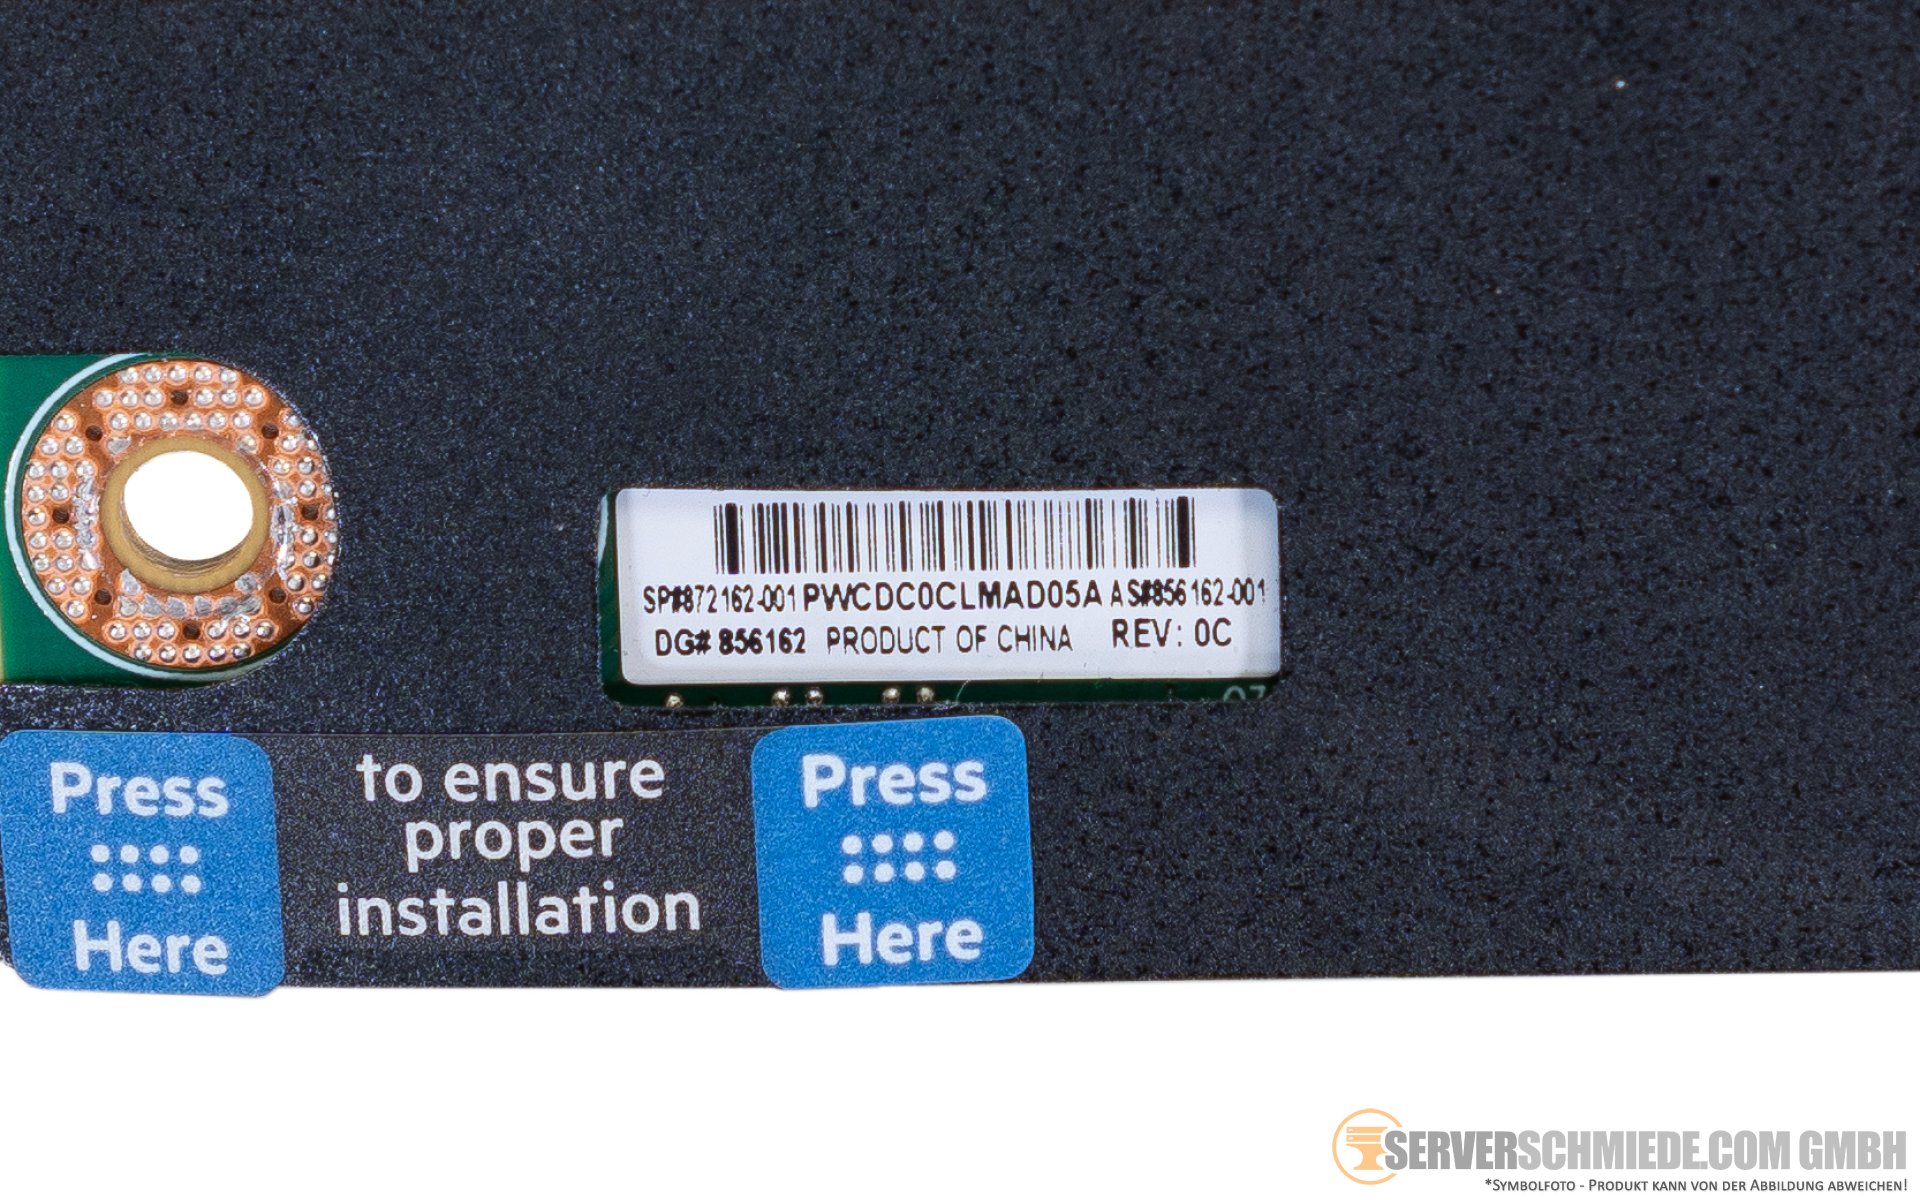 SP#872162-001 PWCDC0CLMAD05A AS#856162-001
DG# 856162 PRODUCT OF CHINA REV: 0C
07
Press
Here
to ensure
proper
installation
Press
Here
SERVERSCHMIEDE.COM GMBH
*SYMBOLFOTO - PRODUKT KANN VON DER ABBILDUNG ABWEICHEN!